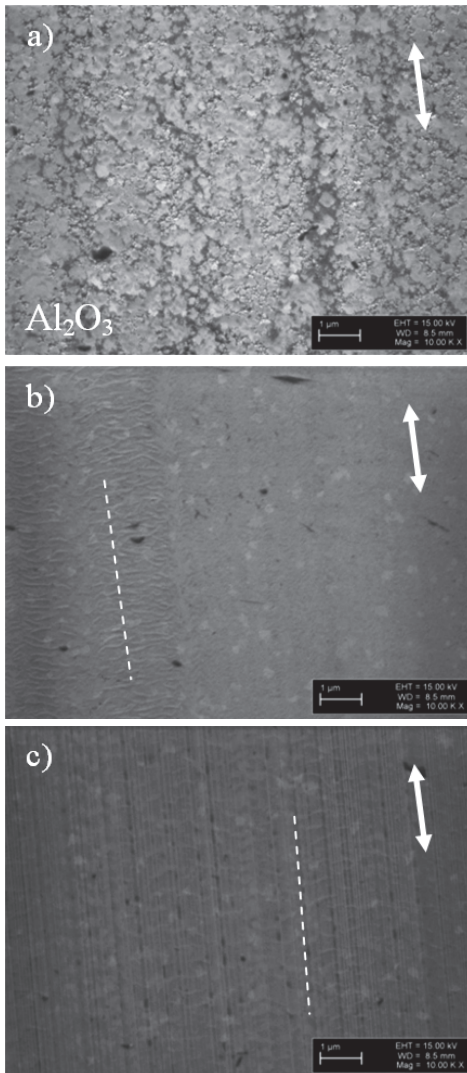 a)
Al₂O₃
1 µm
EHT = 15.00 kV
WD = 8.5 mm
Mag = 10.00 K X
b)
1 µm
EHT = 15.00 kV
WD = 8.5 mm
Mag = 10.00 K X
c)
1 µm
EHT = 15.00 kV
WD = 8.5 mm
Mag = 10.00 K X